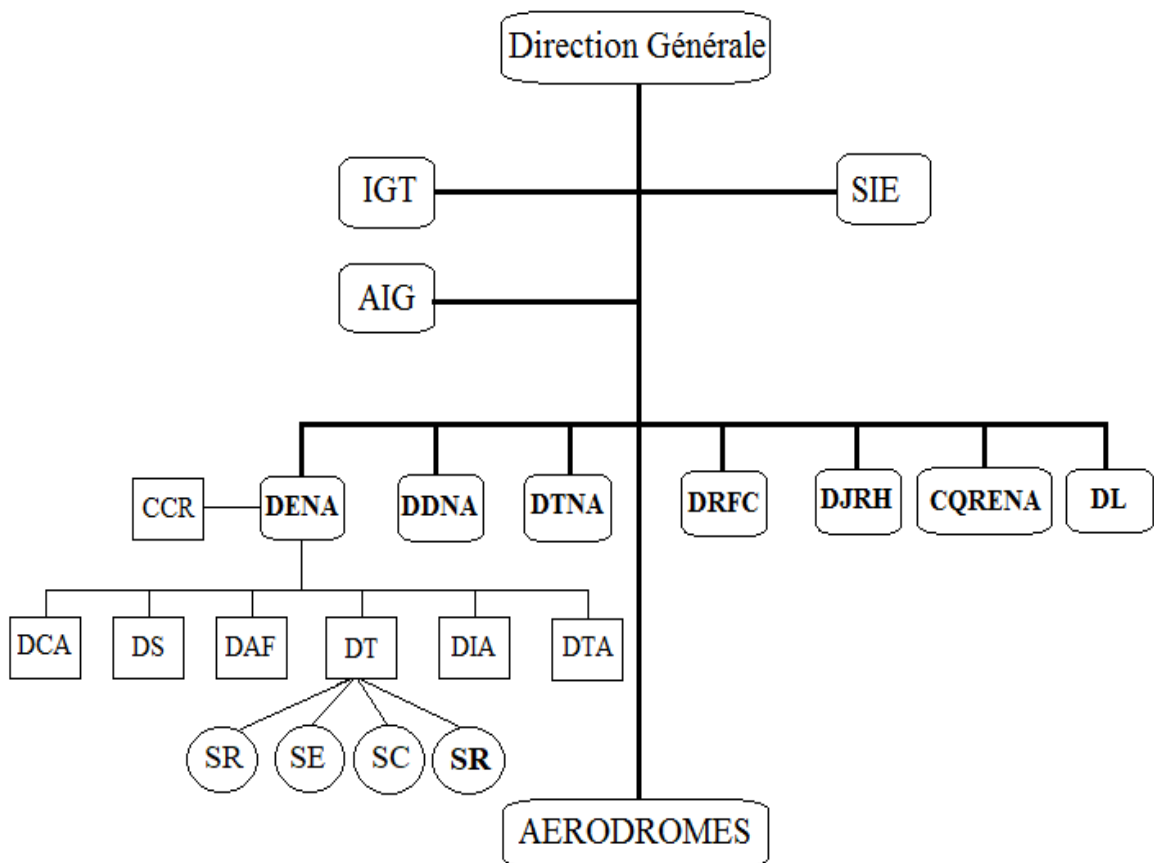 Direction Générale
IGT
SIE
AIG
CCR
DENA
DDNA
DTNA
DRFC
DJRH
CQRENA
DL
DCA
DS
DAF
DT
DIA
DTA
SR
SE
SC
SR
AERODROMES